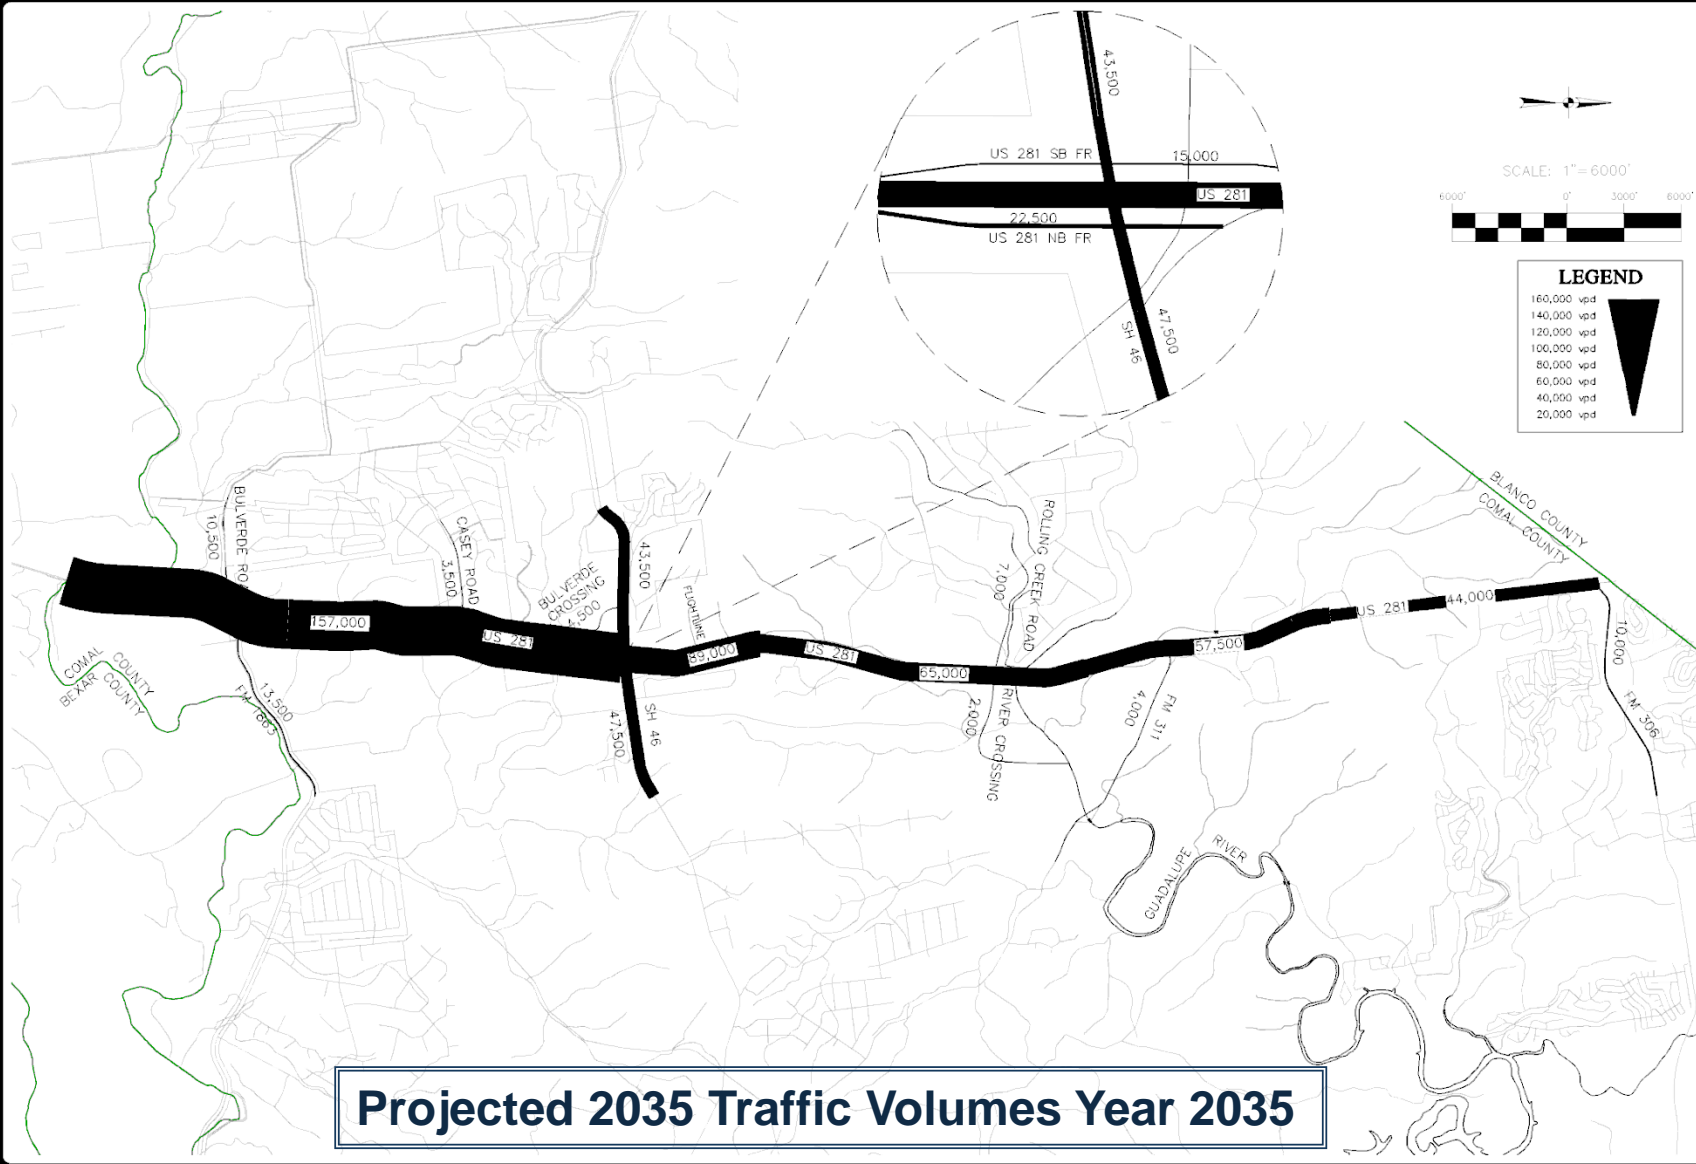 43,500
US 281 SB FR
15,000
US 281
22,500
US 281 NB FR
47,500
SH 46
SCALE: 1"=6000'
6000'
0'
3000'
6000'
LEGEND
160,000 vpd
140,000 vpd
120,000 vpd
100,000 vpd
80,000 vpd
60,000 vpd
40,000 vpd
20,000 vpd
BLANCO COUNTY
COMAL COUNTY
BULVERDE RO
10,500
CASEY ROAD
3,500
BULVERDE
CROSSING
4,500
43,500
FLIGHTLINE
ROLLING CREEK ROAD
7,000
157,000
US 281
89,000
US 281
65,000
57,500
US 281
44,000
10,000
FM 306
COMAL COUNTY
BEXAR COUNTY
13,500
FM 1863
SH 46
47,500
2,000
RIVER CROSSING
4,000
FM 311
GUADALUPE RIVER
Projected 2035 Traffic Volumes Year 2035